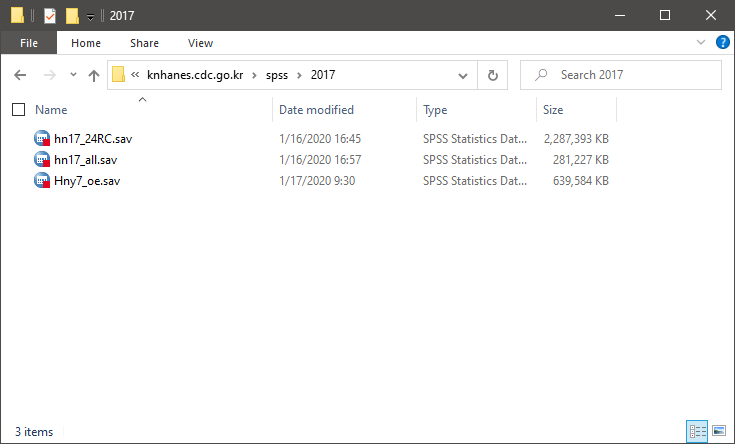 2017
File Home Share View
« knhanes.cdc.go.kr › spss › 2017 Search 2017
Name Date modified Type Size
hn17_24RC.sav 1/16/2020 16:45 SPSS Statistics Dat... 2,287,393 KB
hn17_all.sav 1/16/2020 16:57 SPSS Statistics Dat... 281,227 KB
Hny7_oe.sav 1/17/2020 9:30 SPSS Statistics Dat... 639,584 KB
3 items